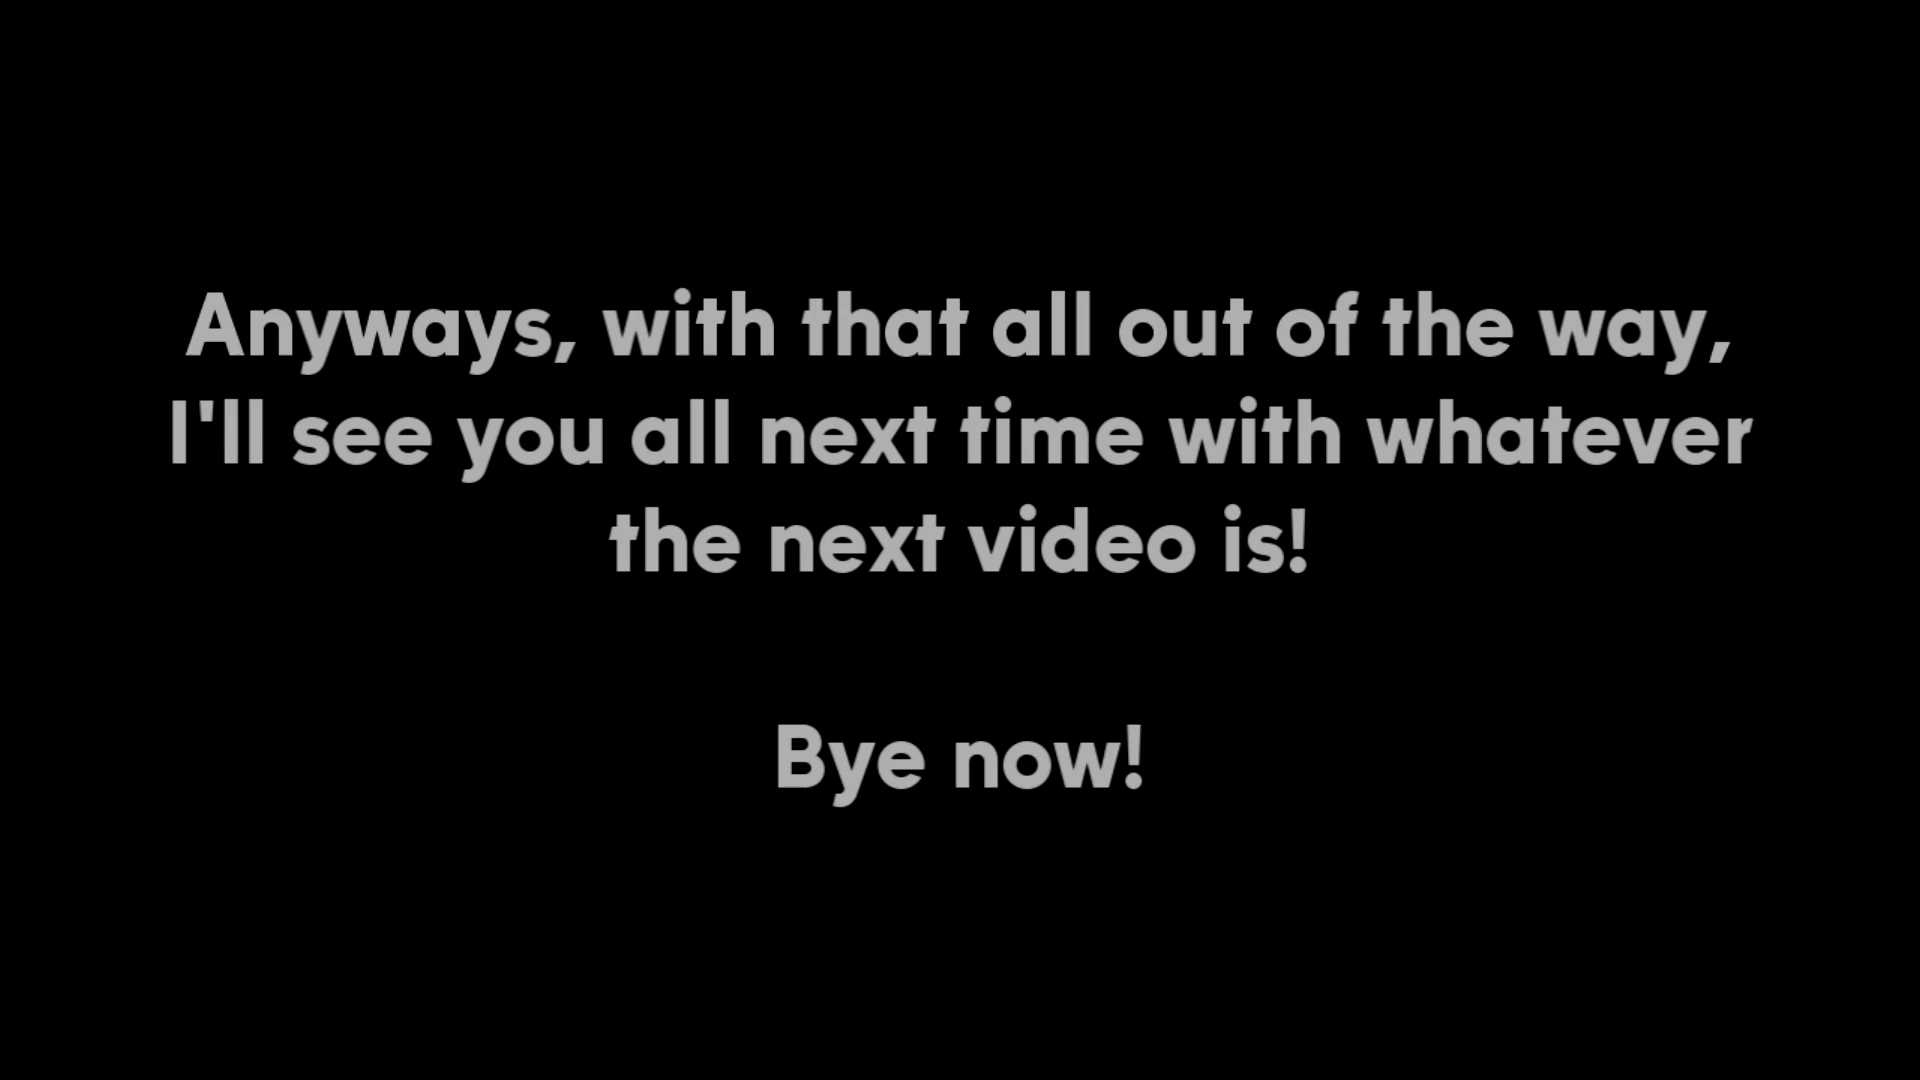 Anyways, with that all out of the way,
I'll see you all next time with whatever
the next video is!
Bye now!